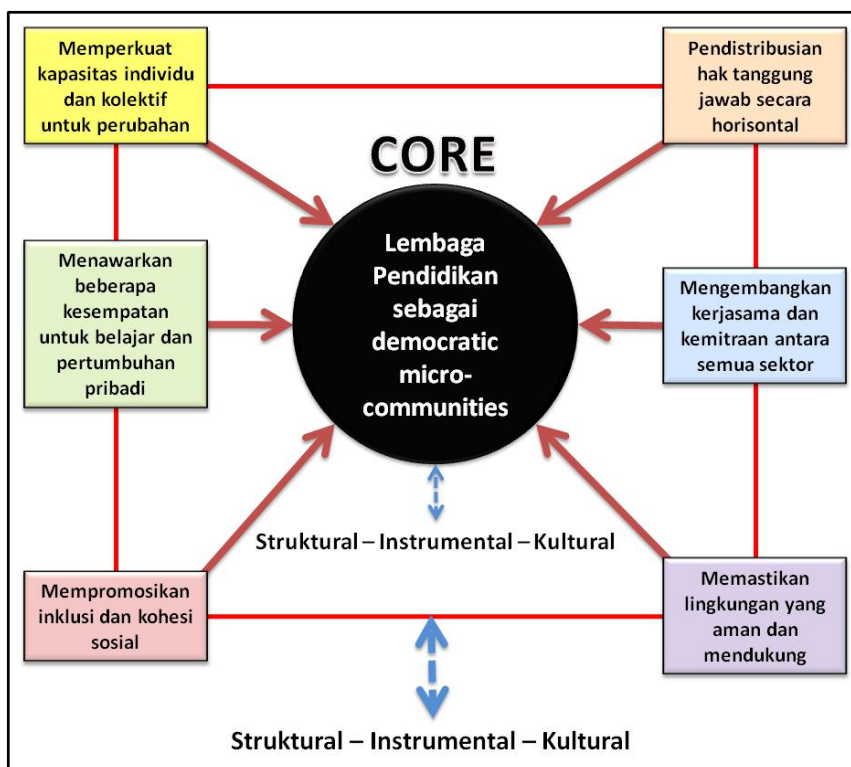 Memperkuat
kapasitas individu
dan kolektif
untuk perubahan
Pendistribusian
hak tanggung
jawab secara
horisontal
CORE
Lembaga
Pendidikan
sebagai
democratic
micro-
communities
Menawarkan
beberapa
kesempatan
untuk belajar dan
pertumbuhan
pribadi
Mengembangkan
kerjasama dan
kemitraan antara
semua sektor
Struktural – Instrumental – Kultural
Mempromosikan
inklusi dan kohesi
sosial
Memastikan
lingkungan yang
aman dan
mendukung
Struktural – Instrumental – Kultural